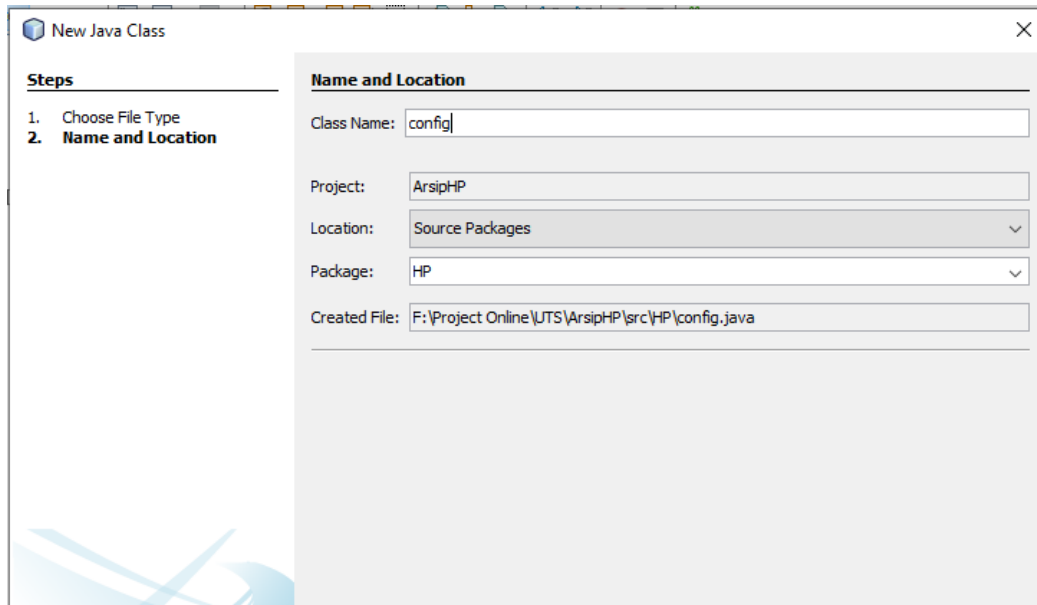 New Java Class
Steps
1. Choose File Type
2. Name and Location
Name and Location
Class Name: config
Project: ArsipHP
Location: Source Packages
Package: HP
Created File: F:\Project Online\UTS\ArsipHP\src\HP\config.java